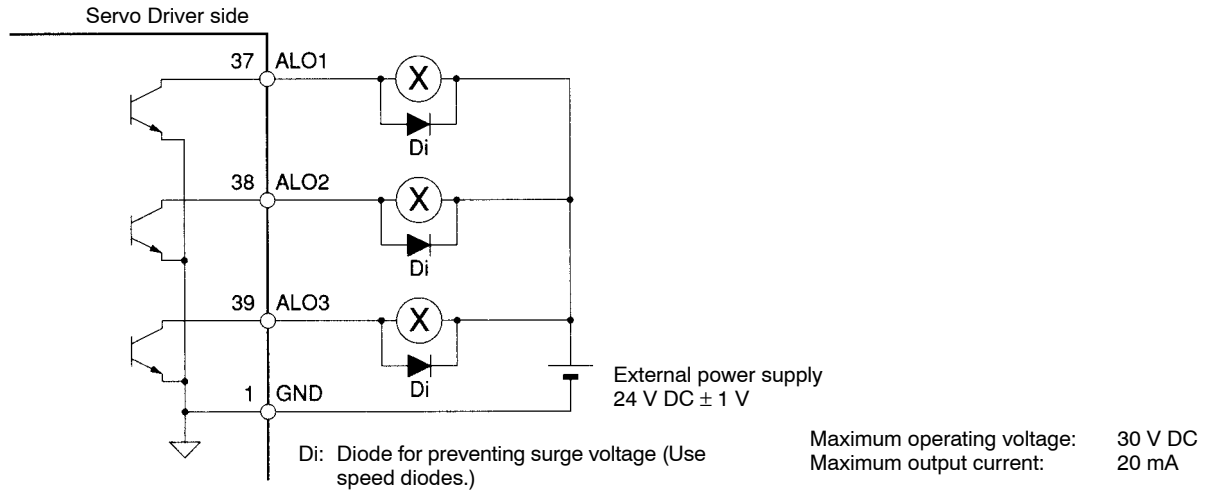 Servo Driver side
37 ALO1
X
Di
38 ALO2
X
Di
39 ALO3
X
Di
1 GND
External power supply
24 V DC ± 1 V
Di: Diode for preventing surge voltage (Use
speed diodes.)
Maximum operating voltage: 30 V DC
Maximum output current: 20 mA